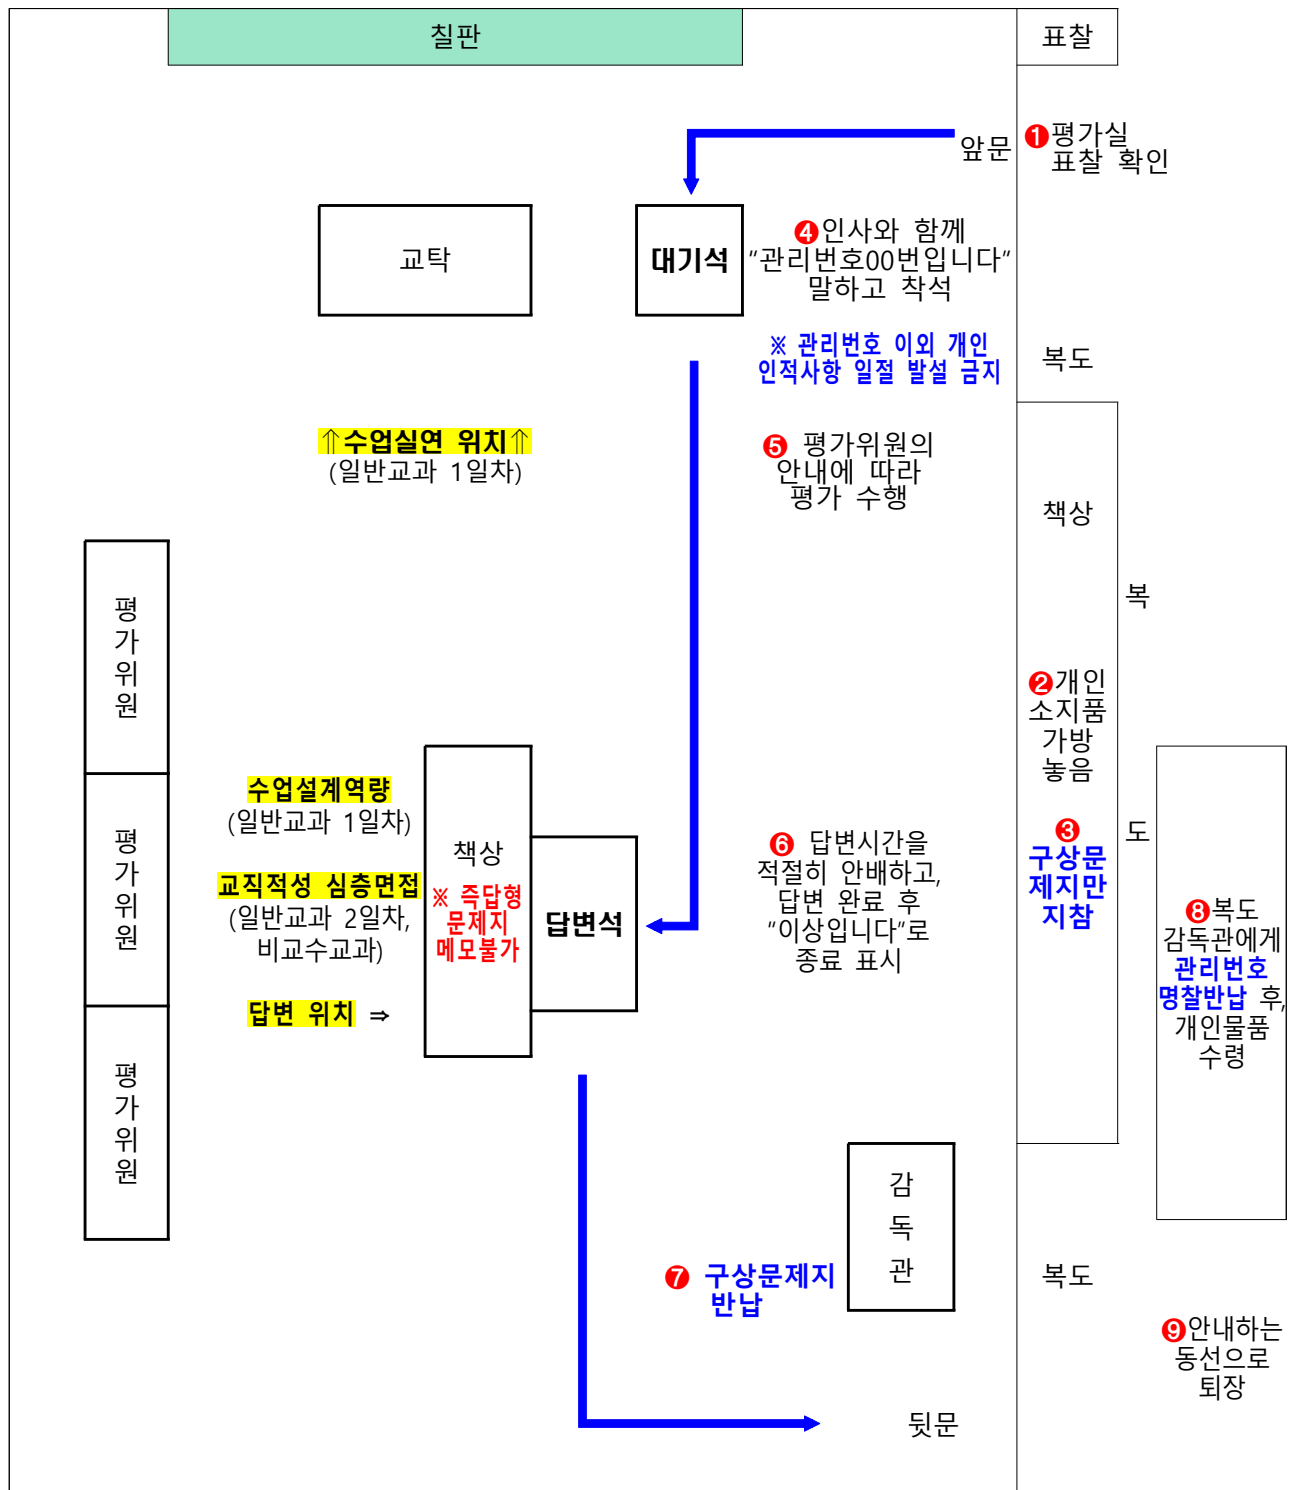 칠판
표찰
앞문
❶평가실
표찰 확인
교탁
대기석
❹인사와 함께
“관리번호00번입니다”
말하고 착석
※ 관리번호 이외 개인
인적사항 일절 발설 금지
복도
⇑수업실연 위치⇑
(일반교과 1일차)
❺ 평가위원의
안내에 따라
평가 수행
책상
복
도
평
가
위
원
평
가
위
원
평
가
위
원
❷개인
소지품
가방
놓음
❸
구상문
제지만
지참
수업설계역량
(일반교과 1일차)
교직적성 심층면접
(일반교과 2일차,
비교수교과)
답변 위치 ⇒
책상
※ 즉답형
문제지
메모불가
답변석
❻ 답변시간을
적절히 안배하고,
답변 완료 후
“이상입니다”로
종료 표시
❽복도
감독관에게
관리번호
명찰반납 후,
개인물품
수령
감
독
관
❼ 구상문제지
반납
복도
❾안내하는
동선으로
퇴장
뒷문